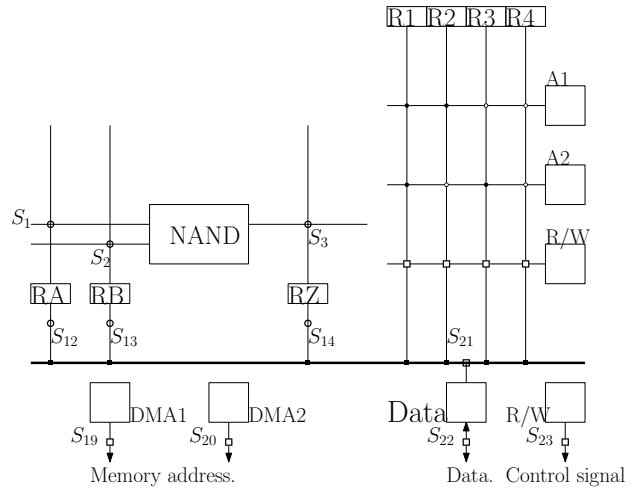 R1 R2 R3 R4
A1
A2
S1 NAND S3 R/W
S2
RA RB RZ
S12 S13 S14 S21
DMA1 DMA2 Data R/W
S19 S20 S22 S23
Memory address. Data. Control signal